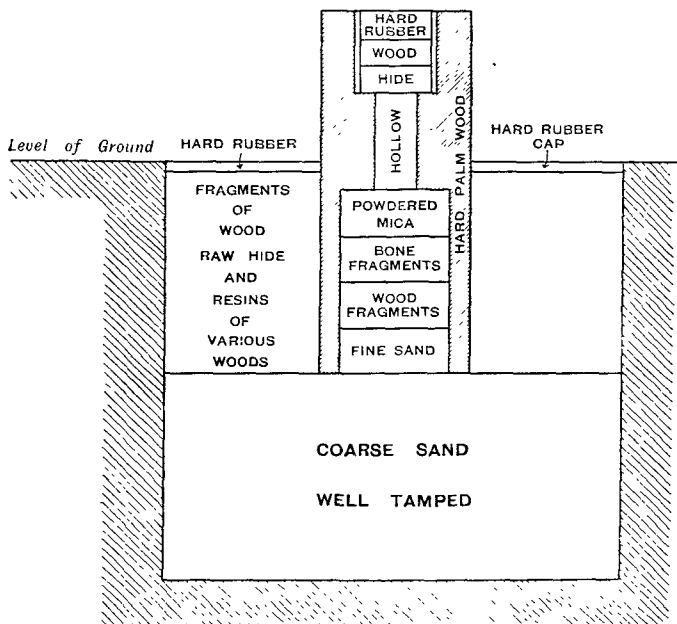 HARD
RUBBER
WOOD
HIDE
HOLLOW
HARD PALM WOOD
Level of Ground
HARD RUBBER
HARD RUBBER
CAP
FRAGMENTS
OF
WOOD
RAW HIDE
AND
RESINS
OF
VARIOUS
WOODS
POWDERED
MICA
BONE
FRAGMENTS
WOOD
FRAGMENTS
FINE SAND
COARSE SAND
WELL TAMPED